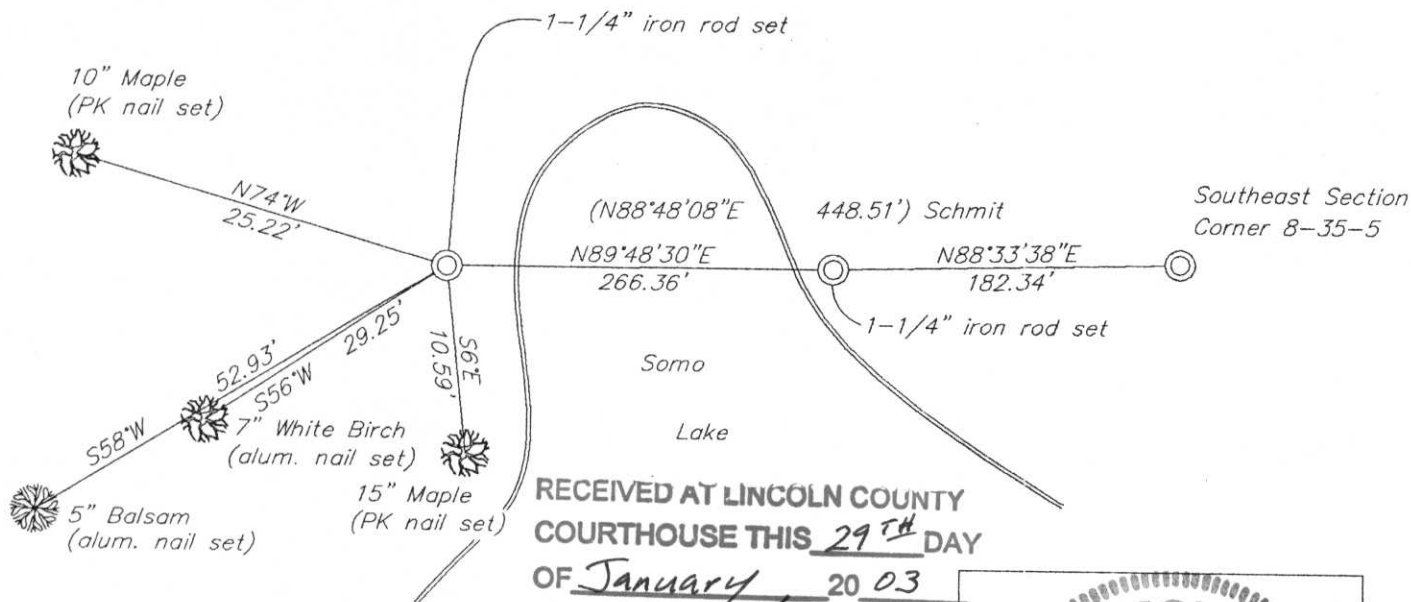 1-1/4" iron rod set
10" Maple
(PK nail set)
N74°W
25.22'
(N88°48'08"E 448.51') Schmit
Southeast Section
Corner 8-35-5
N89°48'30"E
266.36'
N88°33'38"E
182.34'
1-1/4" iron rod set
52.93'
29.25'
S56°W
S58°W
S6°E
10.59'
Somo
Lake
7" White Birch
(alum. nail set)
15" Maple
(PK nail set)
5" Balsam
(alum. nail set)
RECEIVED AT LINCOLN COUNTY
COURTHOUSE THIS 29TH DAY
OF January, 20 03